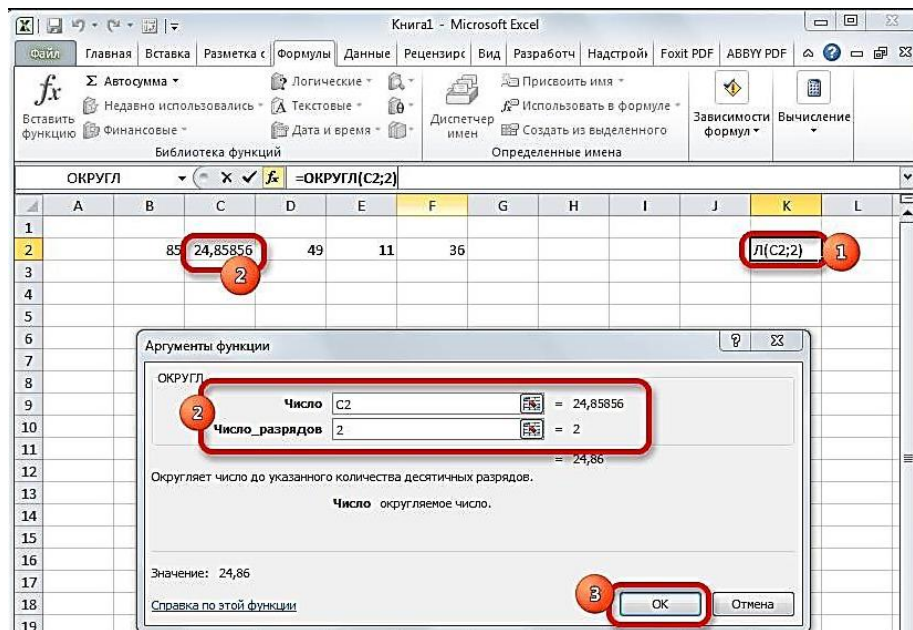 Книга1 - Microsoft Excel
Файл Главная Вставка Разметка с Формулы Данные Рецензирс Вид Разработч Надстройк Foxit PDF ABBYY PDF
fx Вставить функцию
Σ Автосумма
Недавно использовались
Финансовые
Логические
Текстовые
Дата и время
Библиотека функций
Диспетчер имен
Присвоить имя
Использовать в формуле
Создать из выделенного
Определенные имена
Зависимости формул
Вычисление
ОКРУГЛ fx =ОКРУГЛ(C2;2)
A B C D E F G H I J K L
1
2 85 24,85856 49 11 36 Л(C2;2) 1
3 2
4
5
6
7
8
9
10
11
12
13
14
15
16
17
18
19
Аргументы функции
ОКРУГЛ
2
Число C2 = 24,85856
Число_разрядов 2 = 2
= 24,86
Округляет число до указанного количества десятичных разрядов.
Число округляемое число.
Значение: 24,86
Справка по этой функции
3
ОК Отмена